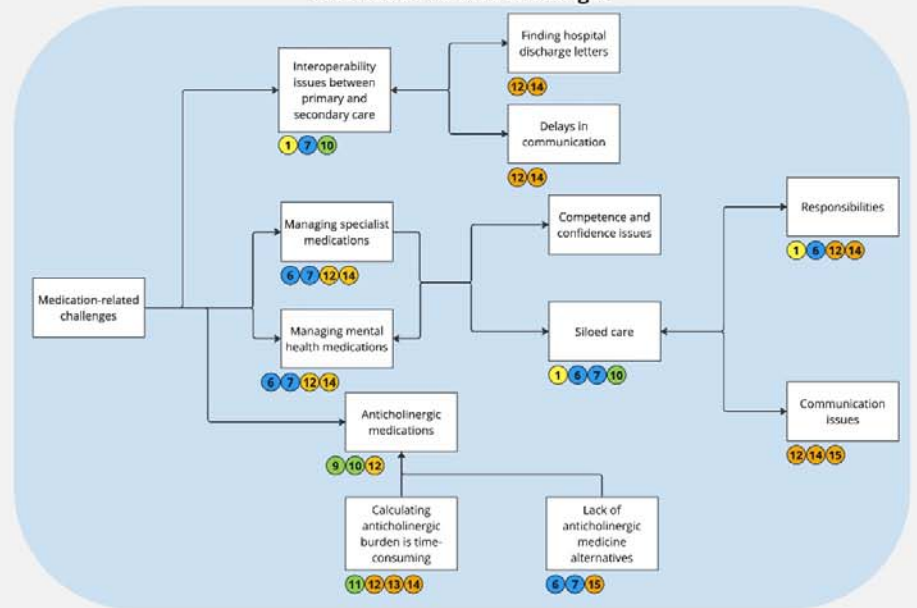 Interoperability
issues between
primary and
secondary care
1 7 10
Finding hospital
discharge letters
12 14
Delays in
communication
12 14
Managing specialist
medications
6 7 12 14
Competence and
confidence issues
Responsibilities
1 6 12 14
Medication-related
challenges
Managing mental
health medications
6 7 12 14
Siloed care
1 6 7 10
Anticholinergic
medications
9 10 12
Communication
issues
12 14 15
Calculating
anticholinergic
burden is time-
consuming
11 12 13 14
Lack of
anticholinergic
medicine
alternatives
6 7 15